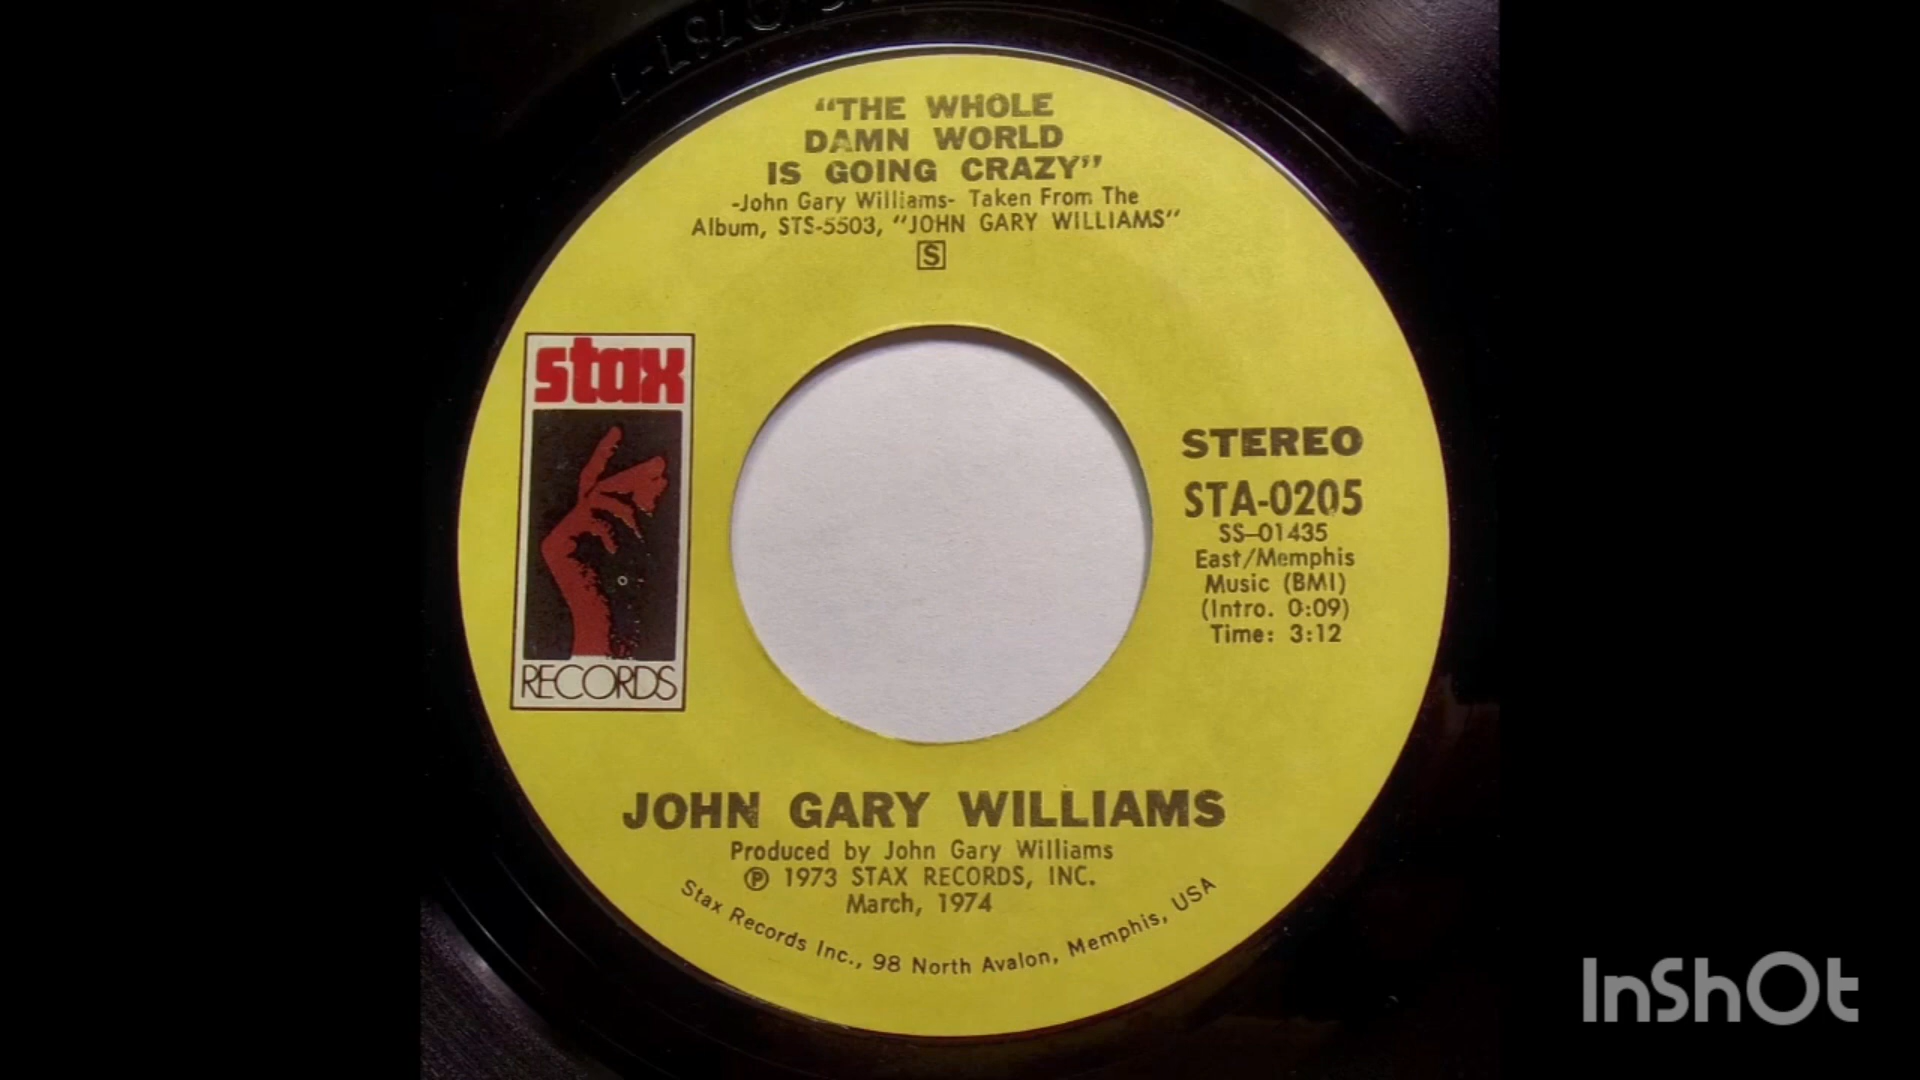 "THE WHOLE
DAMN WORLD
IS GOING CRAZY"
-John Gary Williams- Taken From The
Album, STS-5503, "JOHN GARY WILLIAMS"
S
stax
RECORDS
STEREO
STA-0205
SS-01435
East/Memphis
Music (BMI)
(Intro. 0:09)
Time: 3:12
JOHN GARY WILLIAMS
Produced by John Gary Williams
Ⓟ 1973 STAX RECORDS, INC.
March, 1974
Stax Records Inc., 98 North Avalon, Memphis, USA
InShOt